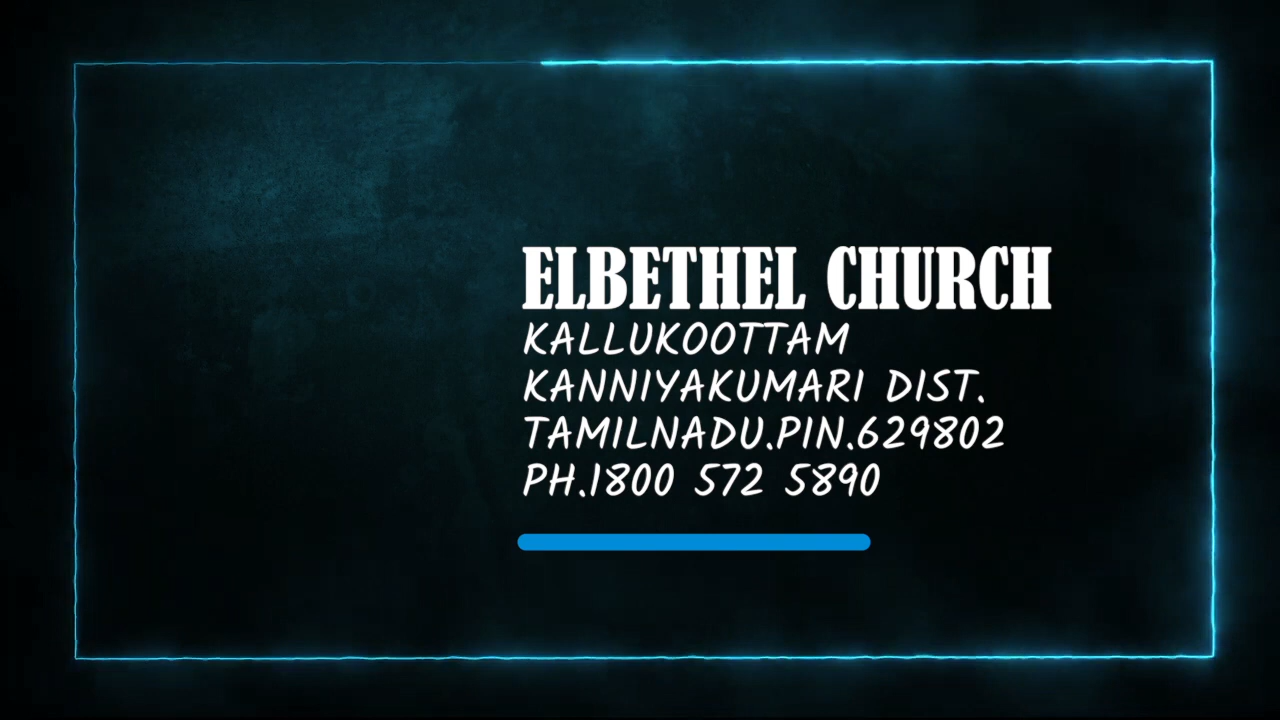 ELBETHEL CHURCH
KALLUKOOTTAM
KANNIYAKUMARI DIST.
TAMILNADU.PIN.629802
PH.1800 572 5890